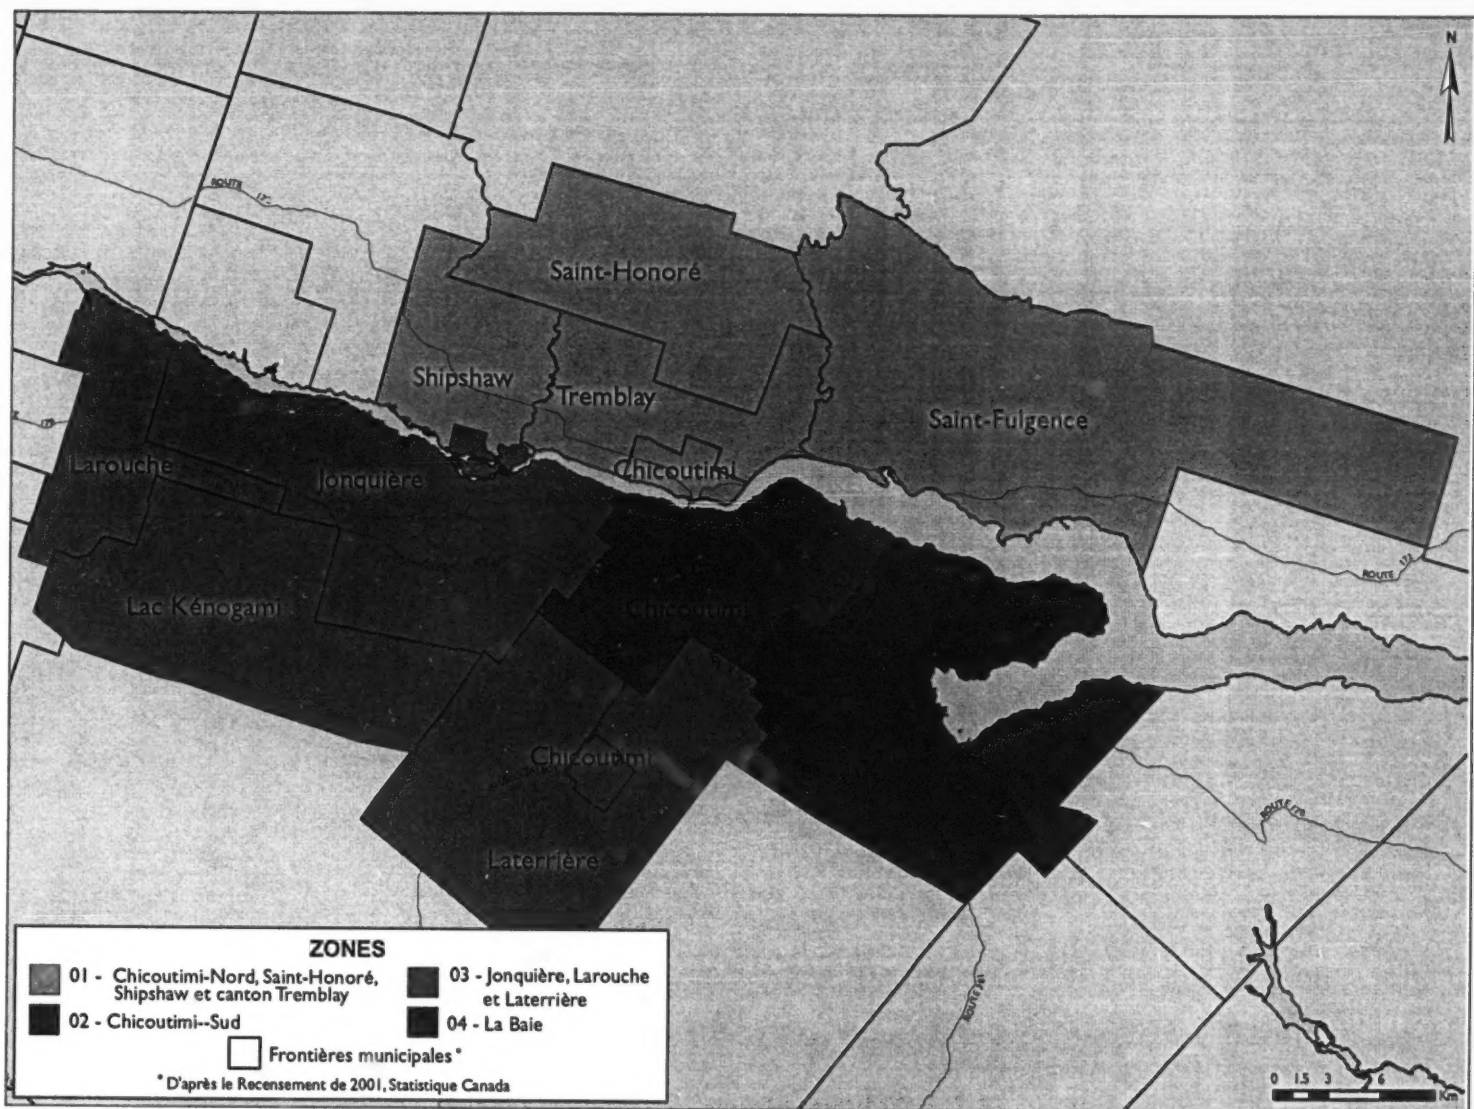 N
ROUTE
Saint-Honoré
Shipshaw
Tremblay
Saint-Fulgence
Larouche
Jonquière
Chicoutimi
ROUTE 172
Lac Kénogami
Chicoutimi
Chicoutimi
Laterrière
ROUTE 170
ZONES
01 - Chicoutimi-Nord, Saint-Honoré,
Shipshaw et canton Tremblay
02 - Chicoutimi--Sud
03 - Jonquière, Larouche
et Laterrière
04 - La Baie
Frontières municipales *
* D'après le Recensement de 2001, Statistique Canada
0 1.5 3 6
Km